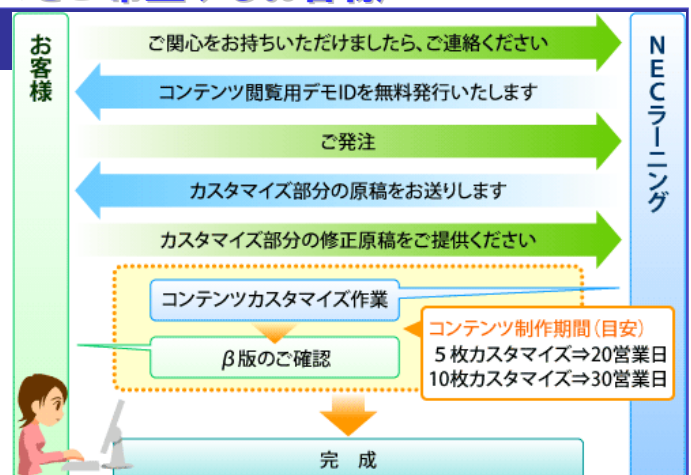 お客様
NECラーニング
ご関心をお持ちいただけましたら、ご連絡ください
コンテンツ閲覧用デモIDを無料発行いたします
ご発注
カスタマイズ部分の原稿をお送りします
カスタマイズ部分の修正原稿をご提供ください
コンテンツカスタマイズ作業
コンテンツ制作期間（目安）
5枚カスタマイズ⇒20営業日
10枚カスタマイズ⇒30営業日
β版のご確認
完 成